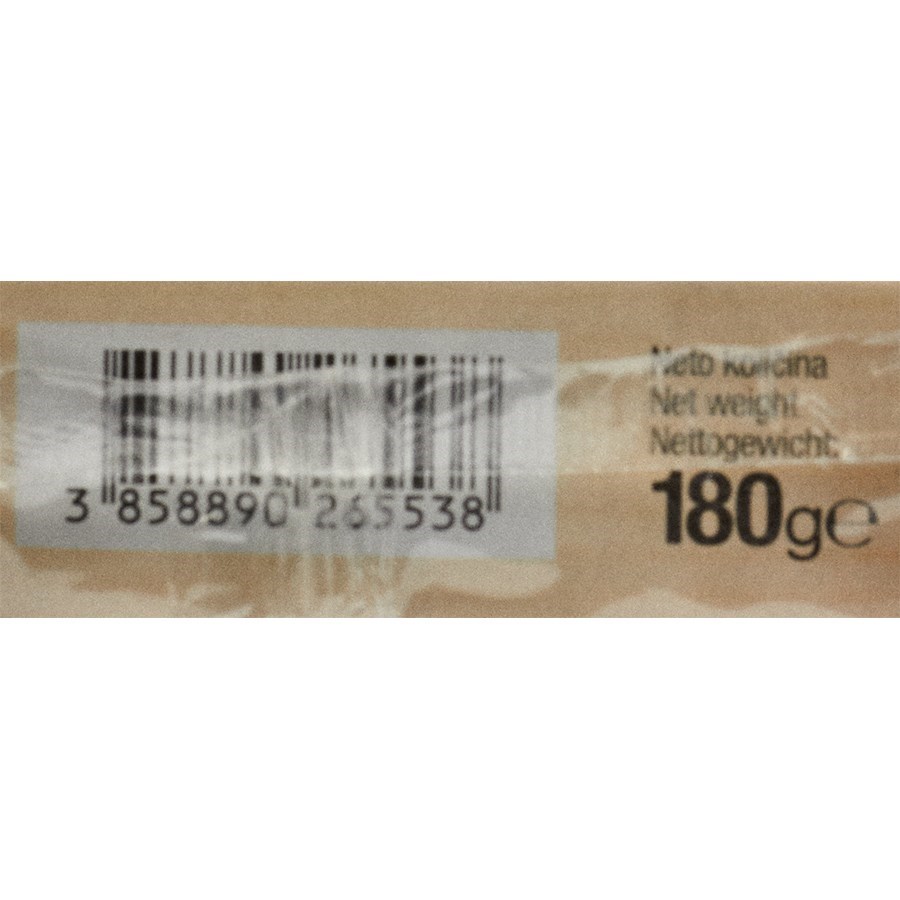 3 858890 265538
Neto količina
Net weight
Nettogewicht:
180g℮